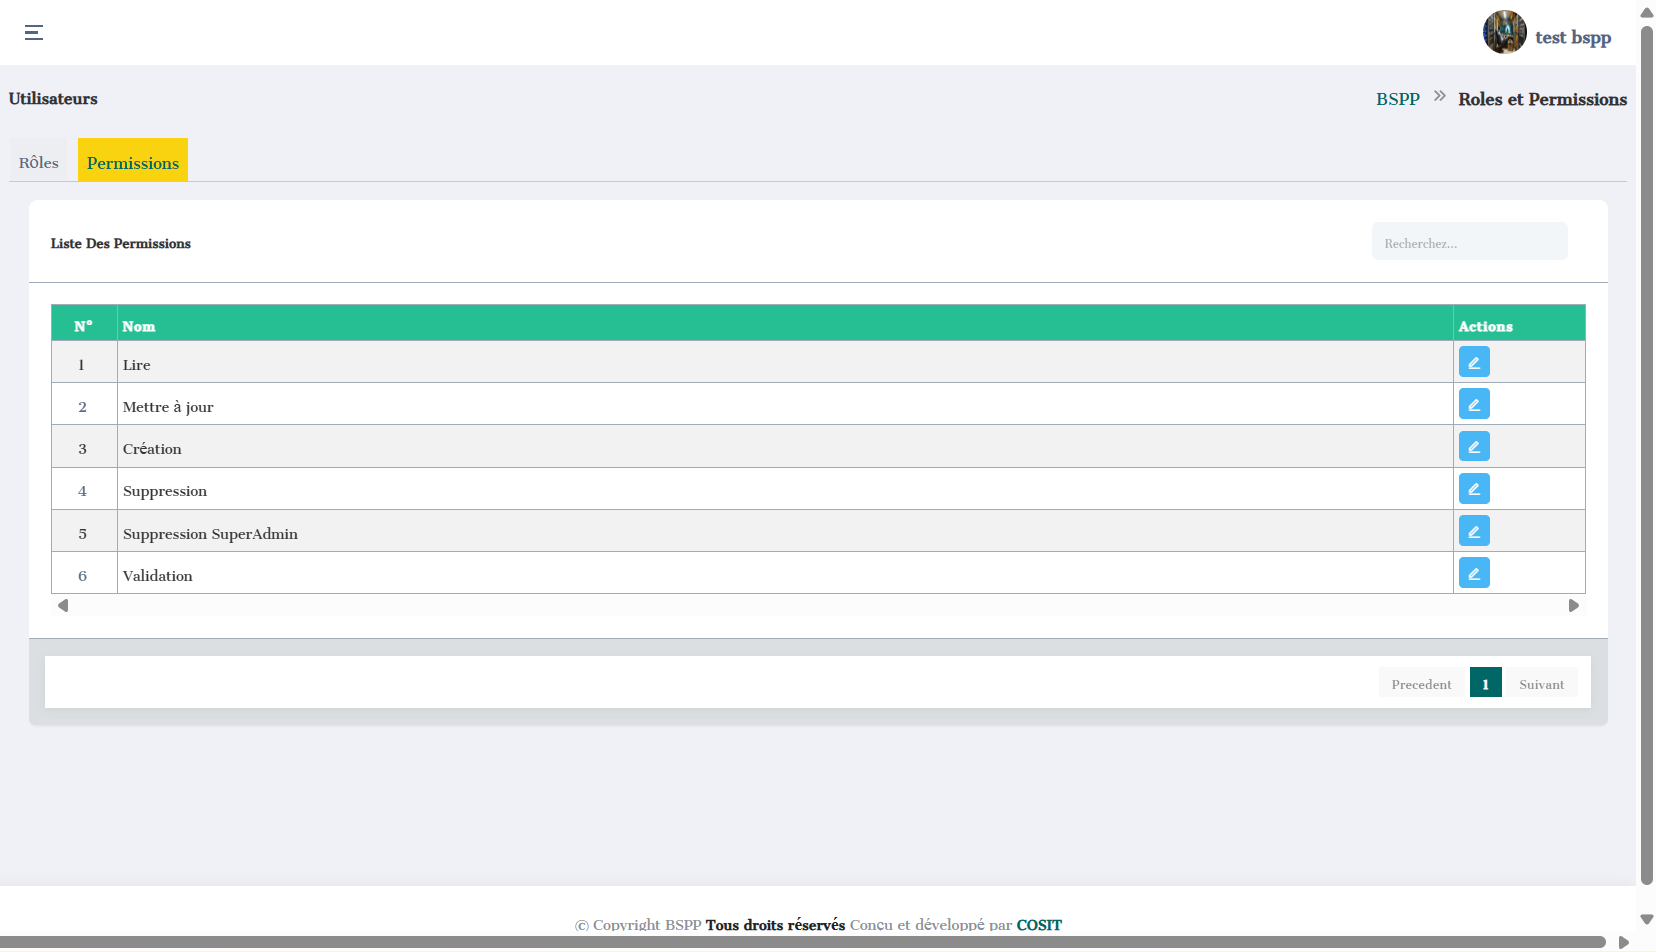 test bspp
Utilisateurs
BSPP » Roles et Permissions
Rôles Permissions
Liste Des Permissions
Recherchez...
N° Nom Actions
1 Lire
2 Mettre à jour
3 Création
4 Suppression
5 Suppression SuperAdmin
6 Validation
Precedent 1 Suivant
© Copyright BSPP Tous droits réservés Conçu et développé par COSIT